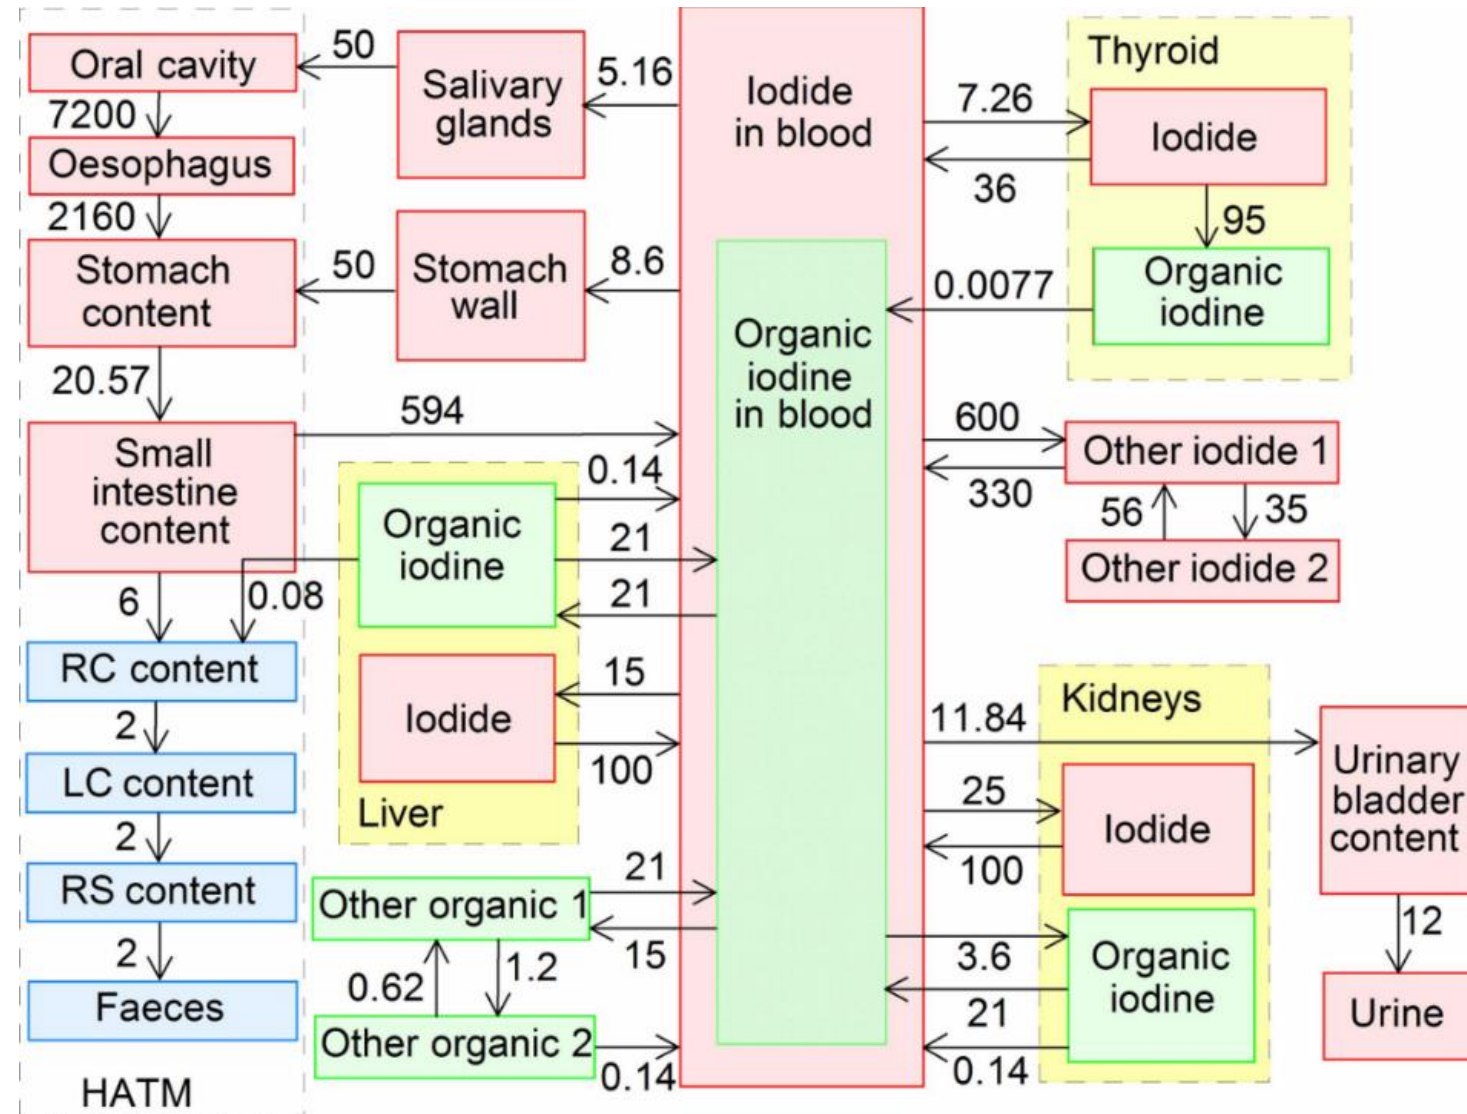 Oral cavity
7200
Oesophagus
2160
Stomach
content
20.57
Small
intestine
content
6
0.08
RC content
2
LC content
2
RS content
2
Faeces
HATM
50
Salivary
glands
5.16
50
Stomach
wall
8.6
594
0.14
Organic
iodine
21
21
Iodide
15
100
Liver
Other organic 1
21
15
0.62
1.2
Other organic 2
0.14
Iodide
in blood
Organic
iodine
in blood
Thyroid
7.26
Iodide
36
95
0.0077
Organic
iodine
600
Other iodide 1
330
56
35
Other iodide 2
Kidneys
11.84
Urinary
bladder
content
25
Iodide
100
3.6
Organic
iodine
21
0.14
12
Urine